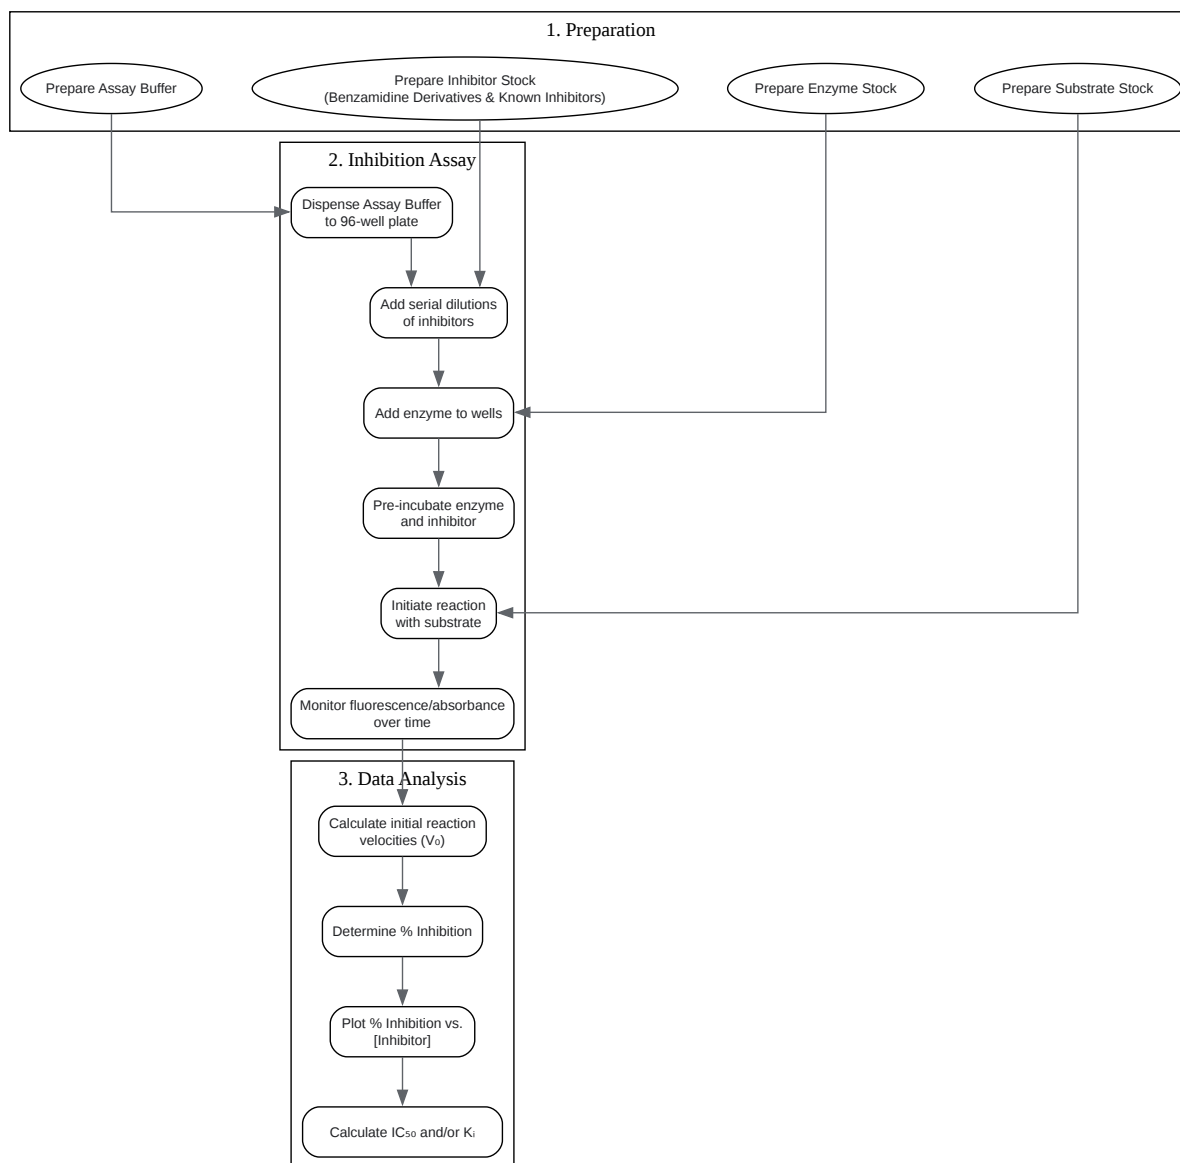 1. Preparation
Prepare Assay Buffer
Prepare Inhibitor Stock
(Benzamidine Derivatives & Known Inhibitors)
Prepare Enzyme Stock
Prepare Substrate Stock
2. Inhibition Assay
Dispense Assay Buffer
to 96-well plate
Add serial dilutions
of inhibitors
Add enzyme to wells
Pre-incubate enzyme
and inhibitor
Initiate reaction
with substrate
Monitor fluorescence/absorbance
over time
3. Data Analysis
Calculate initial reaction
velocities (V₀)
Determine % Inhibition
Plot % Inhibition vs.
[Inhibitor]
Calculate IC₅₀ and/or Kᵢ